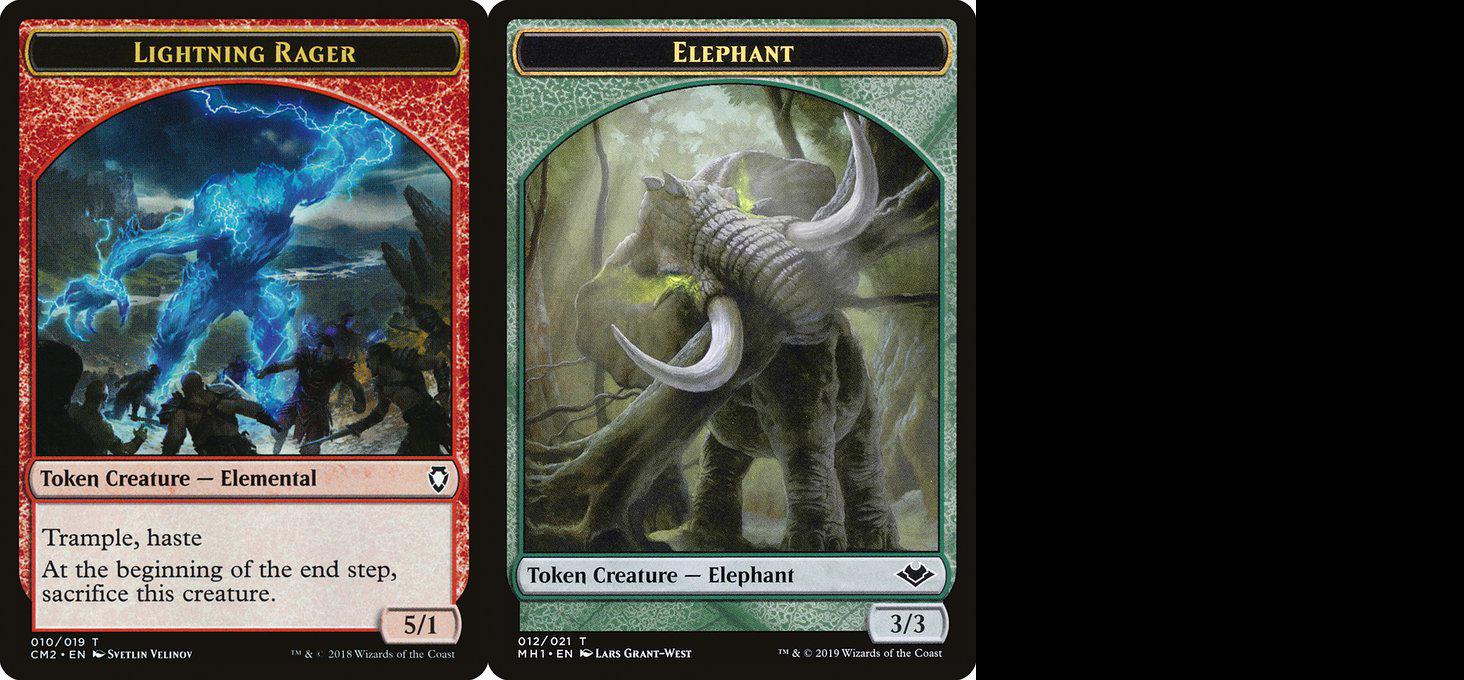 LIGHTNING RAGER
Token Creature — Elemental
Trample, haste
At the beginning of the end step,
sacrifice this creature.
5/1
010/019 T
CM2 • EN SVETLIN VELINOV
™ & © 2018 Wizards of the Coast
ELEPHANT
Token Creature — Elephant
3/3
012/021 T
MH1 • EN LARS GRANT-WEST
™ & © 2019 Wizards of the Coast